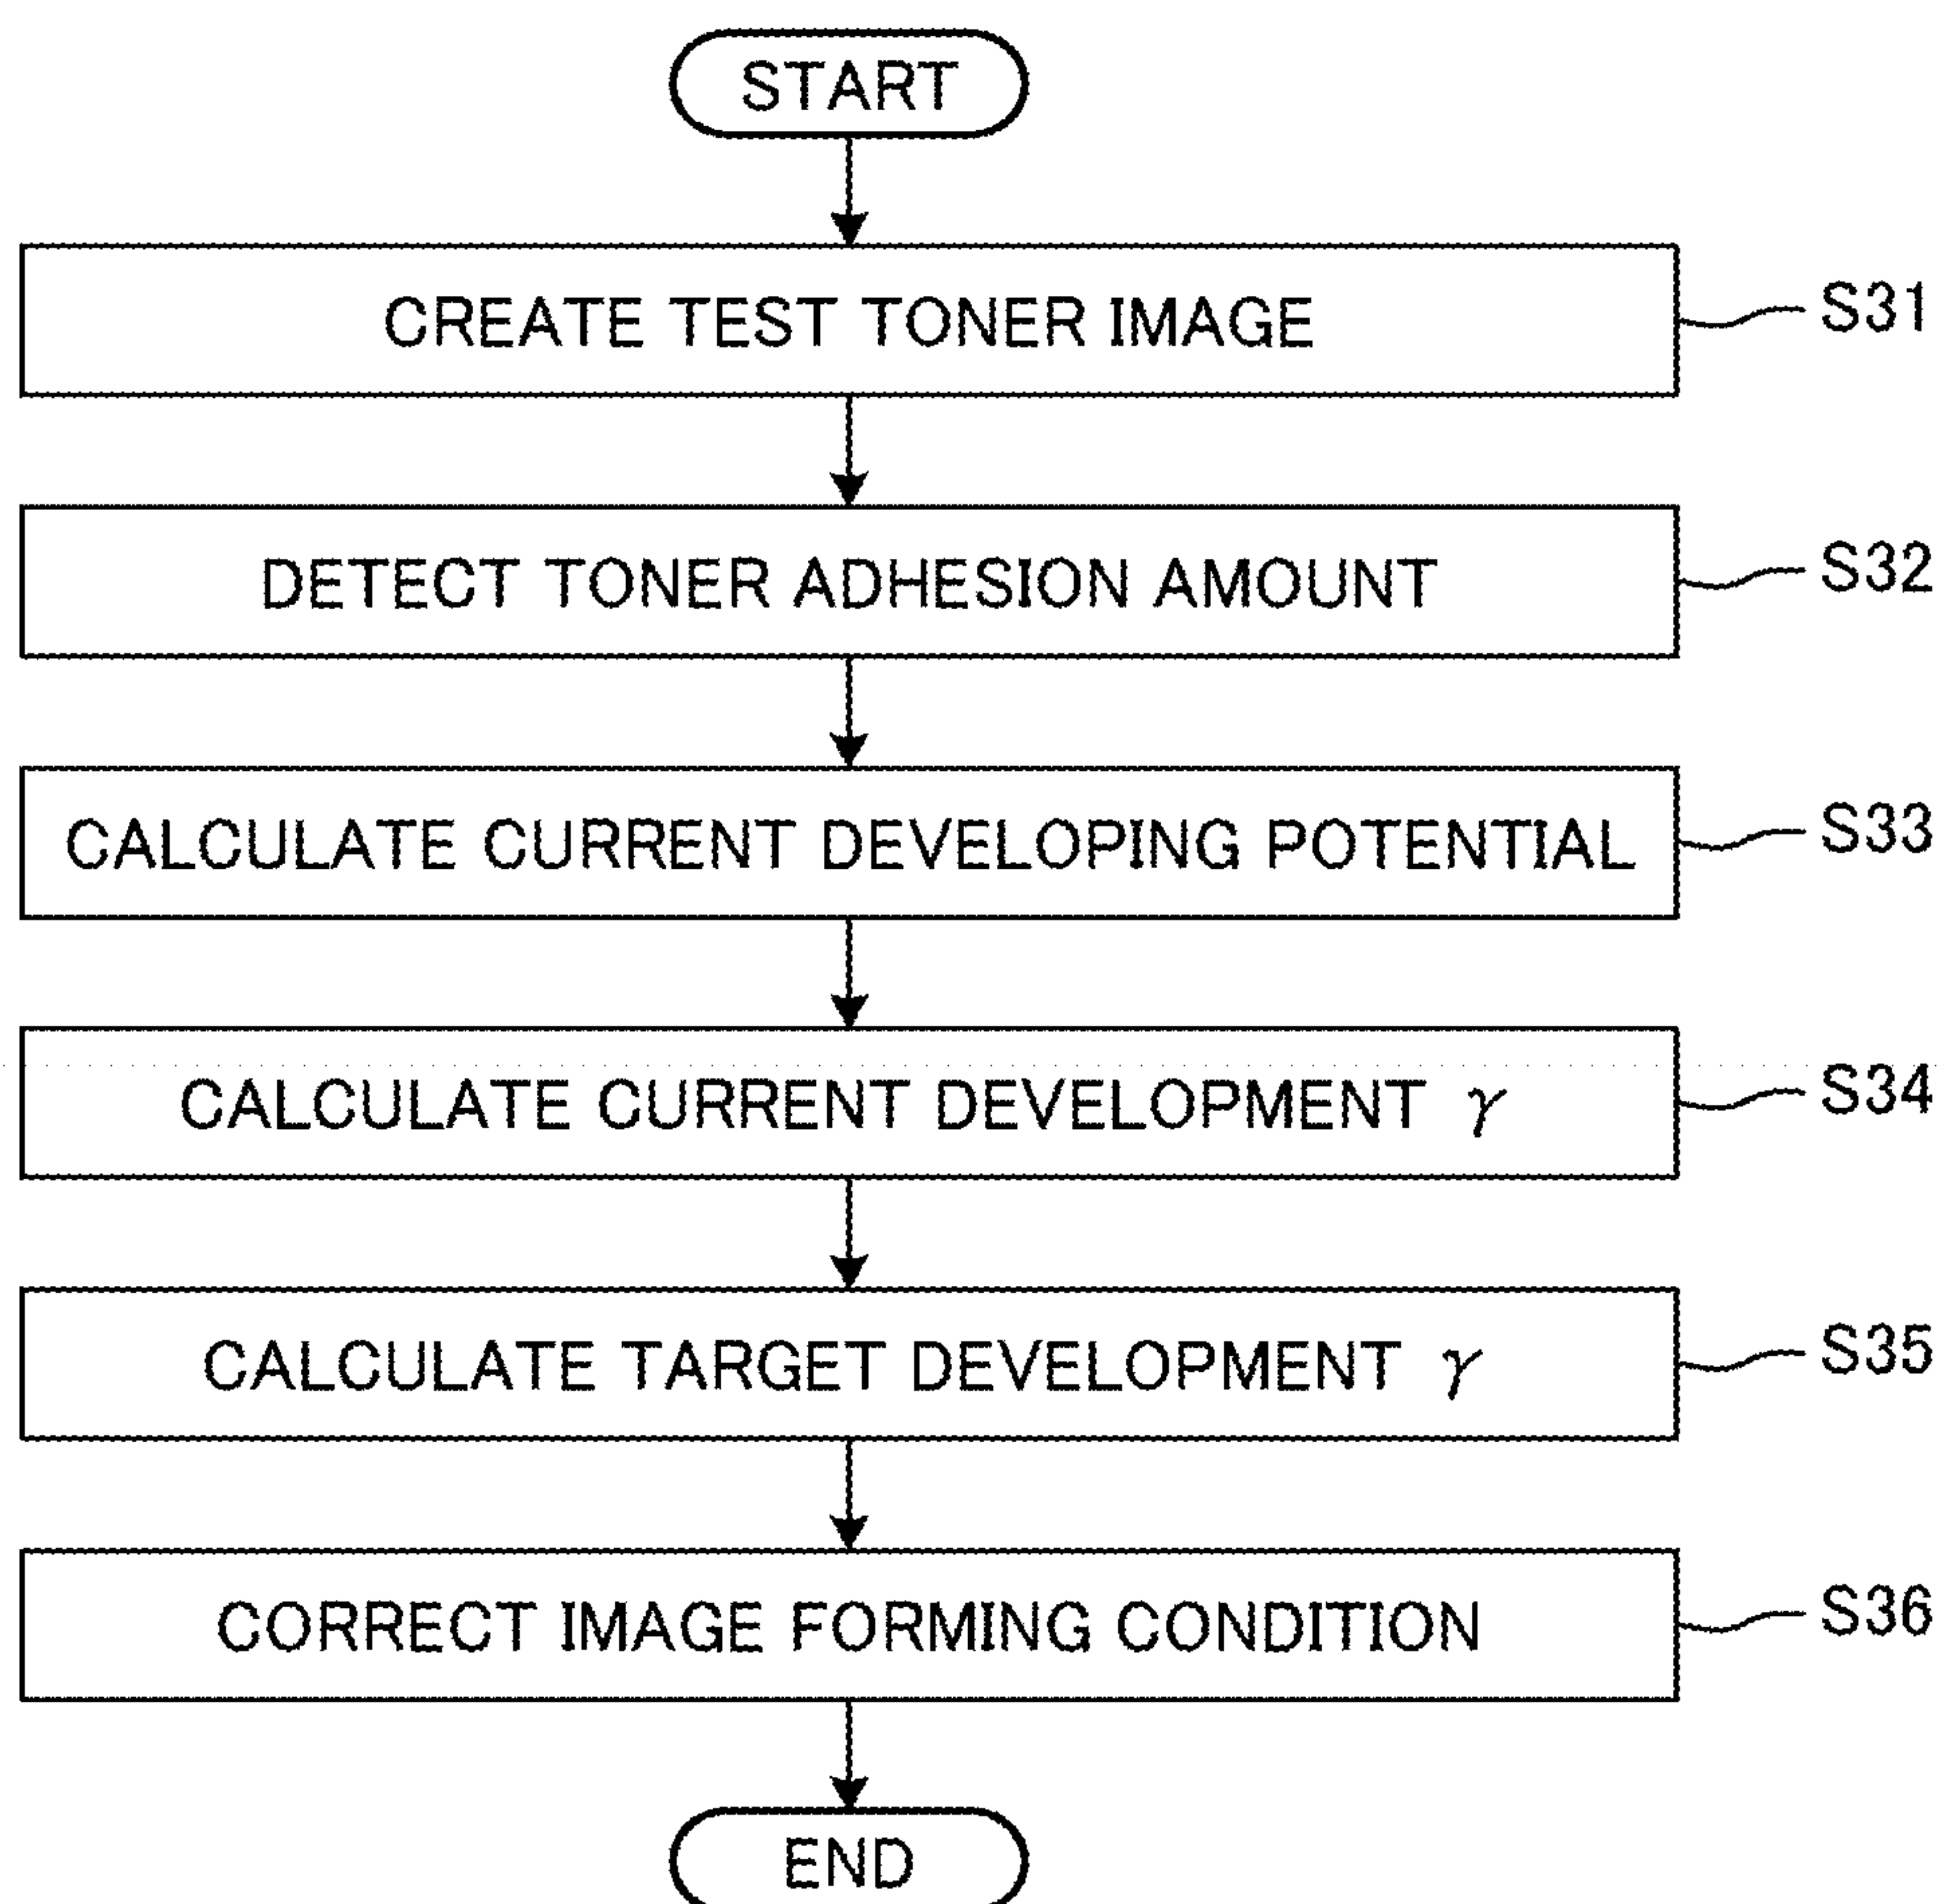 START
CREATE TEST TONER IMAGE S31
DETECT TONER ADHESION AMOUNT S32
CALCULATE CURRENT DEVELOPING POTENTIAL S33
CALCULATE CURRENT DEVELOPMENT γ S34
CALCULATE TARGET DEVELOPMENT γ S35
CORRECT IMAGE FORMING CONDITION S36
END